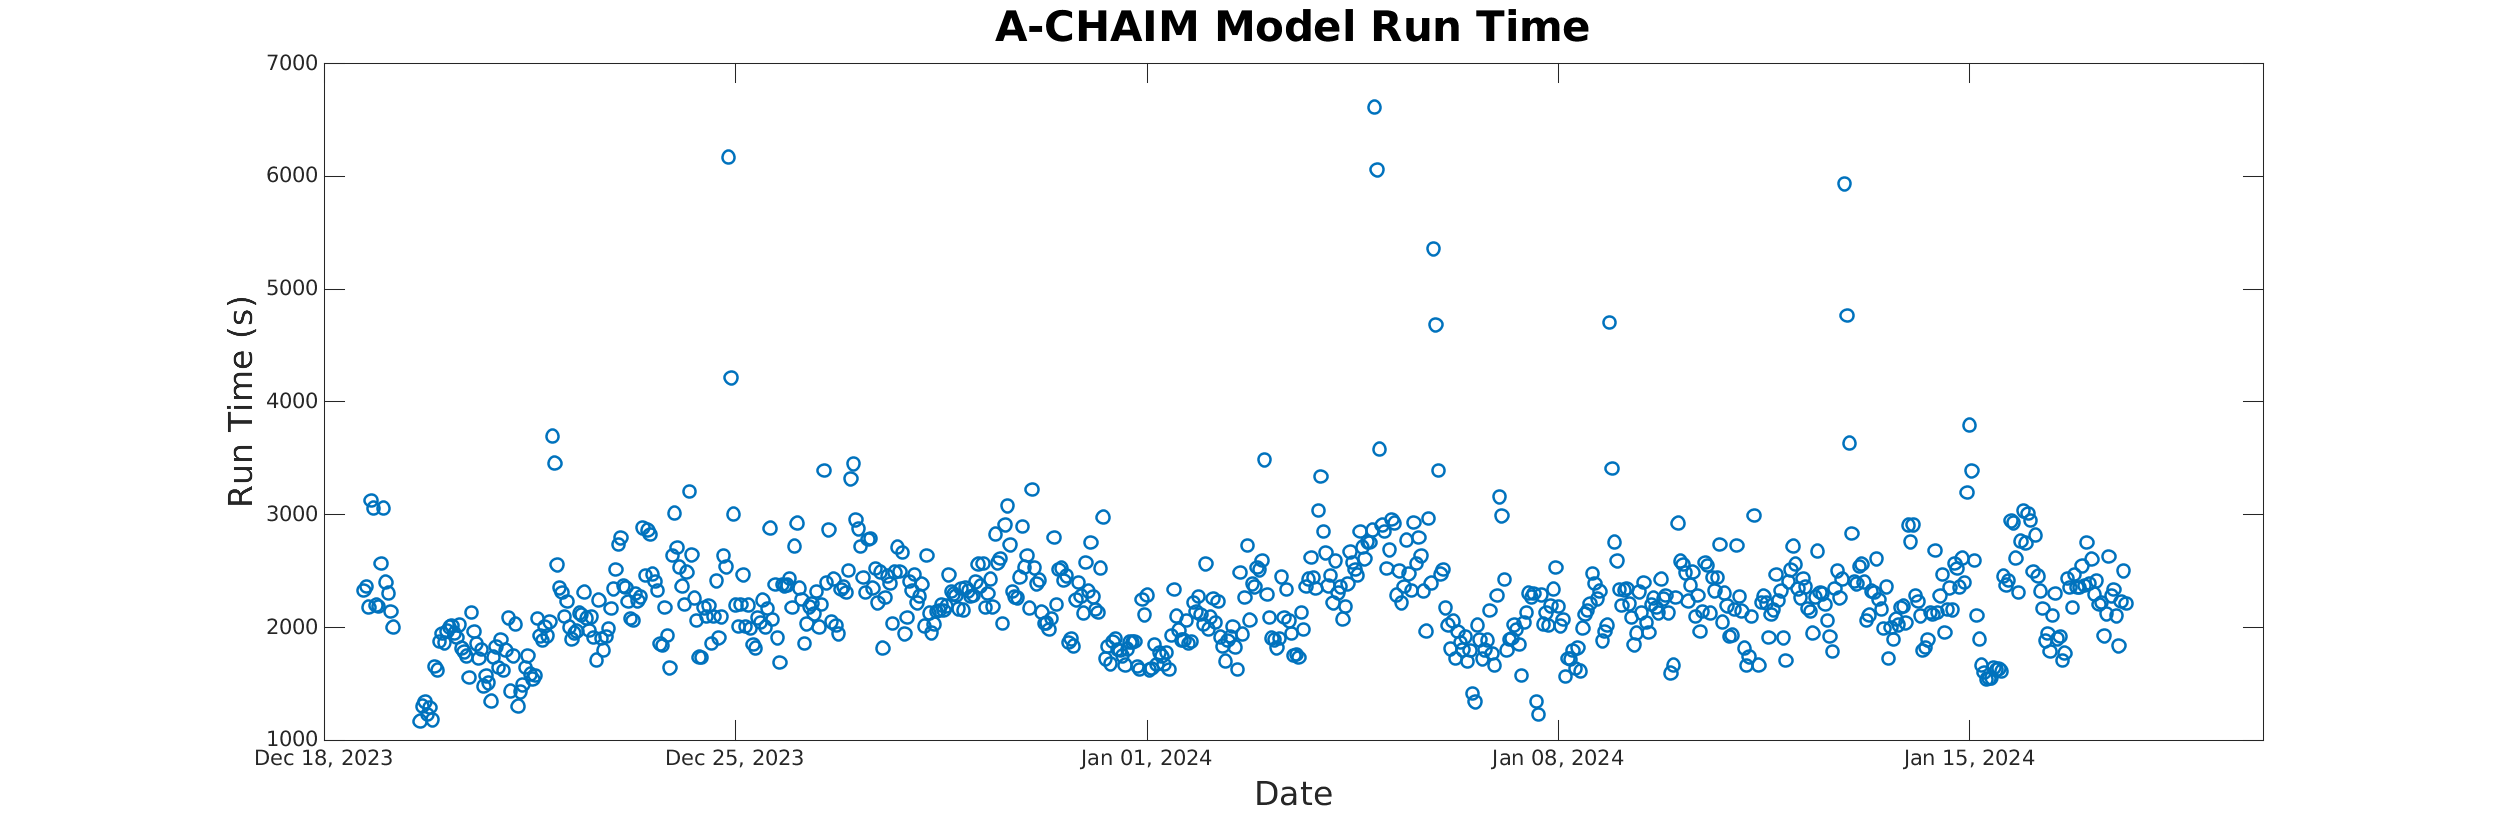 A-CHAIM Model Run Time
7000
6000
5000
4000
3000
2000
1000
Run Time (s)
Dec 18, 2023
Dec 25, 2023
Jan 01, 2024
Jan 08, 2024
Jan 15, 2024
Date